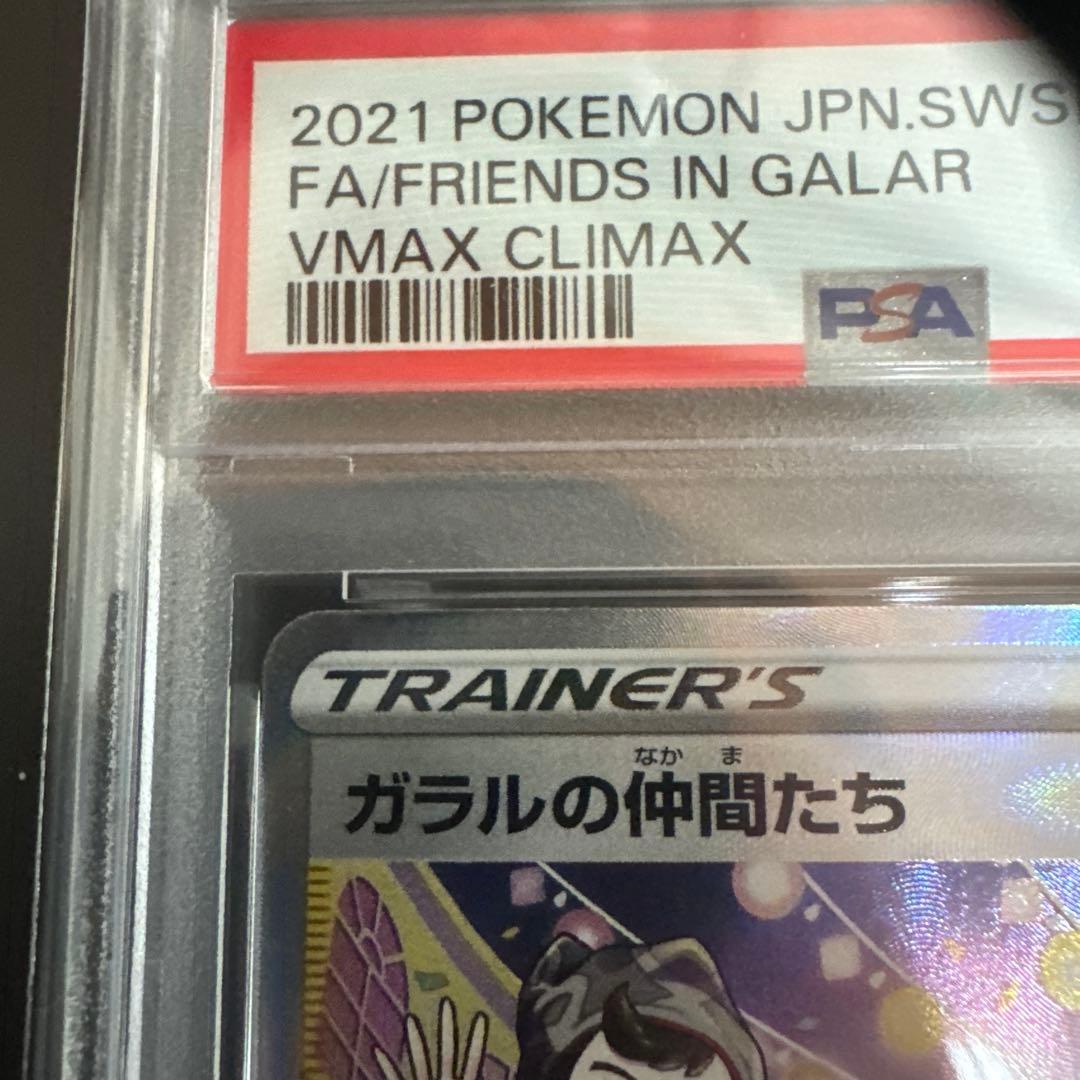 2021 POKEMON JPN.SWS
FA/FRIENDS IN GALAR
VMAX CLIMAX
PSA
TRAINER'S
なかま
ガラルの仲間たち